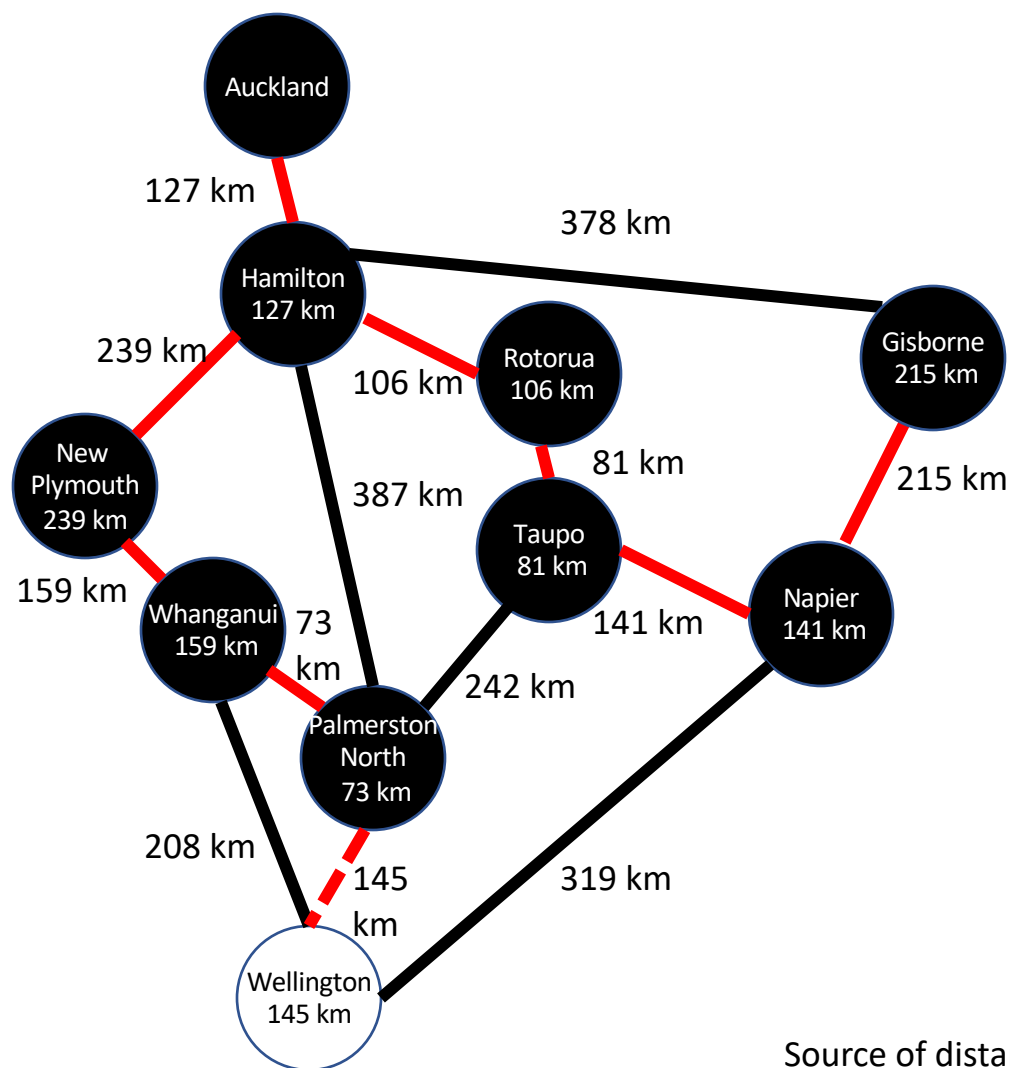 Auckland
127 km
378 km
Hamilton
127 km
Gisborne
215 km
239 km
Rotorua
106 km
106 km
New
Plymouth
239 km
81 km
215 km
387 km
Taupo
81 km
159 km
Whanganui
159 km
73
km
141 km
Napier
141 km
242 km
Palmerston
North
73 km
208 km
145
km
319 km
Wellington
145 km
Source of dista